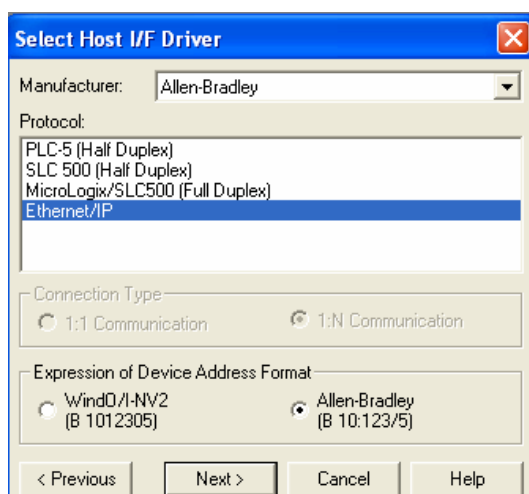 Select Host I/F Driver
Manufacturer: Allen-Bradley
Protocol:
PLC-5 (Half Duplex)
SLC 500 (Half Duplex)
MicroLogix/SLC500 (Full Duplex)
Ethernet/IP
Connection Type
1:1 Communication 1:N Communication
Expression of Device Address Format
WindO/I-NV2 Allen-Bradley
(B 1012305) (B 10:123/5)
< Previous Next > Cancel Help